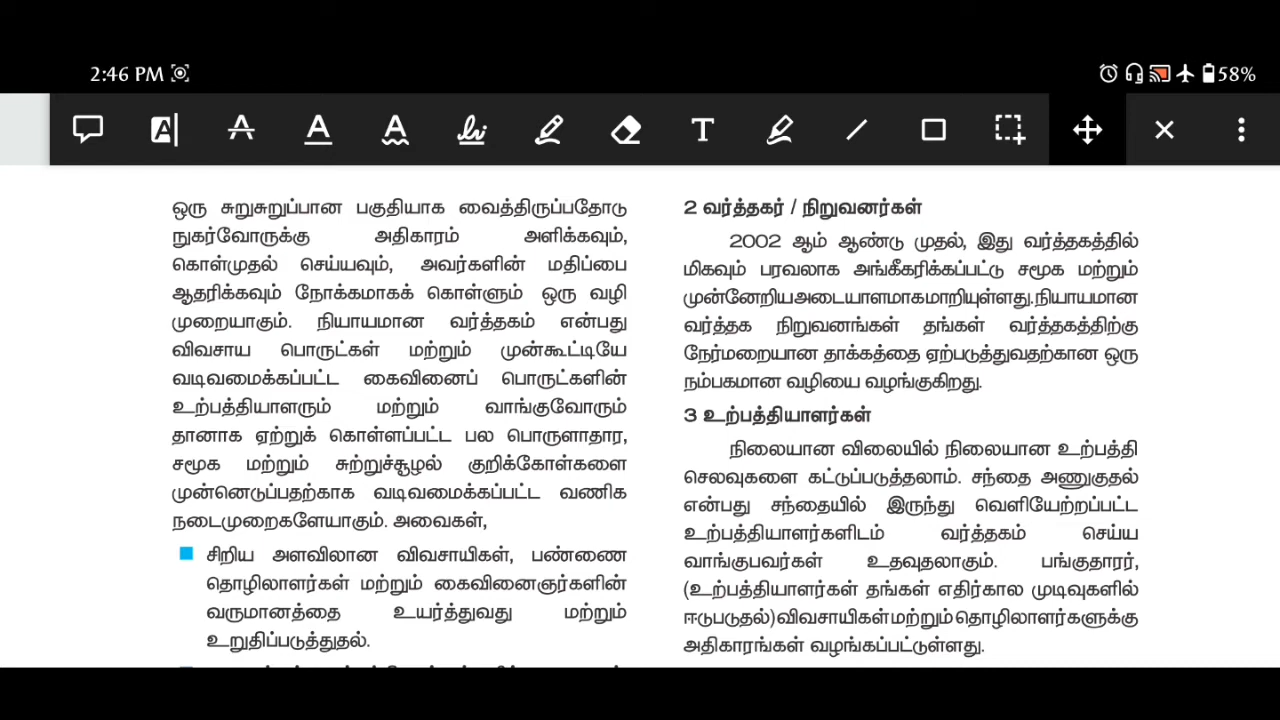 2:46 PM
58%
A A A A T
ஒரு சுறுசுறுப்பான பகுதியாக வைத்திருப்பதோடு
நுகர்வோருக்கு அதிகாரம் அளிக்கவும்,
கொள்முதல் செய்யவும், அவர்களின் மதிப்பை
ஆதரிக்கவும் நோக்கமாகக் கொள்ளும் ஒரு வழி
முறையாகும். நியாயமான வர்த்தகம் என்பது
விவசாய பொருட்கள் மற்றும் முன்கூட்டியே
வடிவமைக்கப்பட்ட கைவினைப் பொருட்களின்
உற்பத்தியாளரும் மற்றும் வாங்குவோரும்
தானாக ஏற்றுக் கொள்ளப்பட்ட பல பொருளாதார,
சமூக மற்றும் சுற்றுச்சூழல் குறிக்கோள்களை
முன்னெடுப்பதற்காக வடிவமைக்கப்பட்ட வணிக
நடைமுறைகளேயாகும். அவைகள்,
சிறிய அளவிலான விவசாயிகள், பண்ணை
தொழிலாளர்கள் மற்றும் கைவினைஞர்களின்
வருமானத்தை உயர்த்துவது மற்றும்
உறுதிப்படுத்துதல்.
2 வர்த்தகர் / நிறுவனர்கள்
2002 ஆம் ஆண்டு முதல், இது வர்த்தகத்தில்
மிகவும் பரவலாக அங்கீகரிக்கப்பட்டு சமூக மற்றும்
முன்னேறிய அடையாளமாக மாறியுள்ளது. நியாயமான
வர்த்தக நிறுவனங்கள் தங்கள் வர்த்தகத்திற்கு
நேர்மறையான தாக்கத்தை ஏற்படுத்துவதற்கான ஒரு
நம்பகமான வழியை வழங்குகிறது.
3 உற்பத்தியாளர்கள்
நிலையான விலையில் நிலையான உற்பத்தி
செலவுகளை கட்டுப்படுத்தலாம். சந்தை அணுகுதல்
என்பது சந்தையில் இருந்து வெளியேற்றப்பட்ட
உற்பத்தியாளர்களிடம் வர்த்தகம் செய்ய
வாங்குபவர்கள் உதவுதலாகும். பங்குதாரர்,
(உற்பத்தியாளர்கள் தங்கள் எதிர்கால முடிவுகளில்
ஈடுபடுதல்) விவசாயிகள் மற்றும் தொழிலாளர்களுக்கு
அதிகாரங்கள் வழங்கப்பட்டுள்ளது.